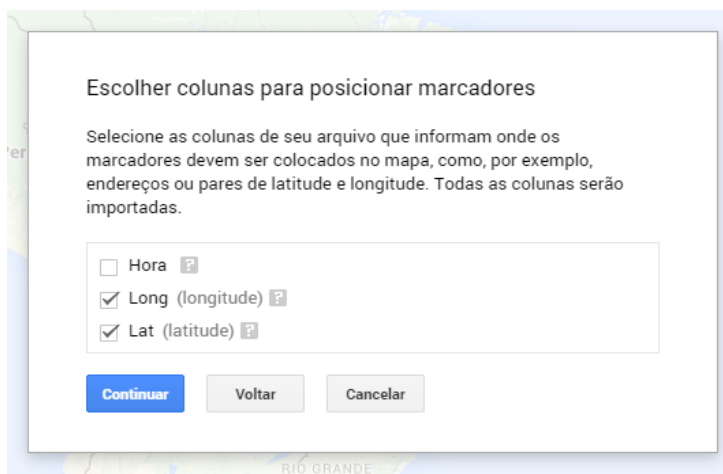 Escolher colunas para posicionar marcadores
Selecione as colunas de seu arquivo que informam onde os
marcadores devem ser colocados no mapa, como, por exemplo,
endereços ou pares de latitude e longitude. Todas as colunas serão
importadas.
Hora ?
Long (longitude) ?
Lat (latitude) ?
Continuar Voltar Cancelar
RIO GRANDE